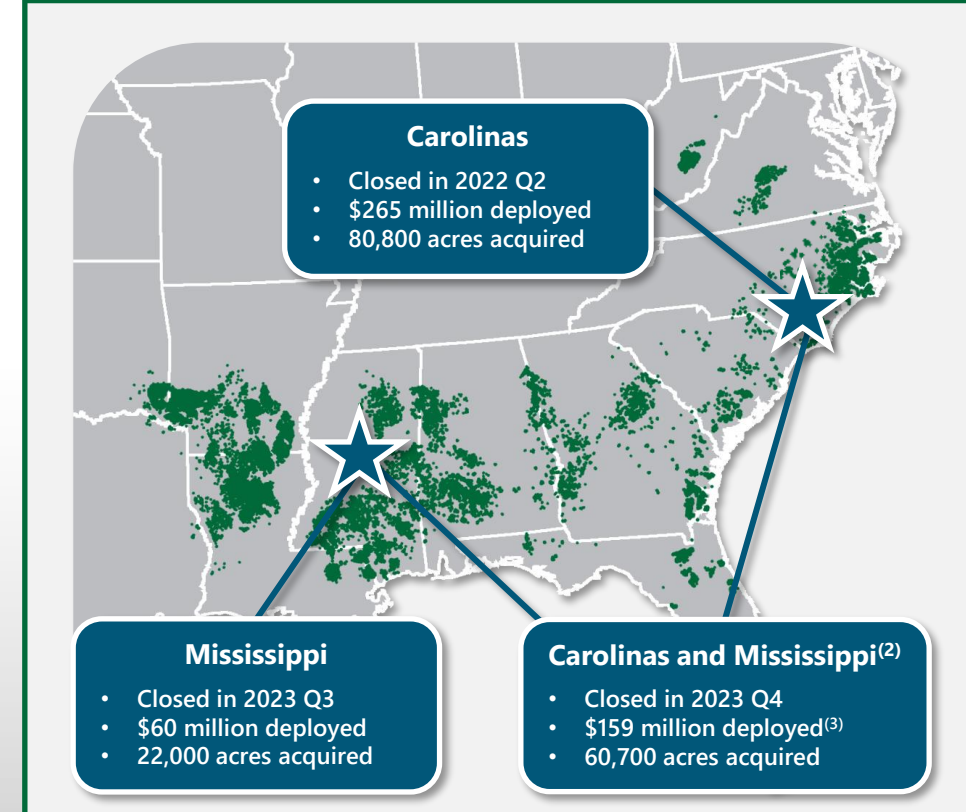 Carolinas
• Closed in 2022 Q2
• $265 million deployed
• 80,800 acres acquired
Mississippi
• Closed in 2023 Q3
• $60 million deployed
• 22,000 acres acquired
Carolinas and Mississippi(2)
• Closed in 2023 Q4
• $159 million deployed(3)
• 60,700 acres acquired